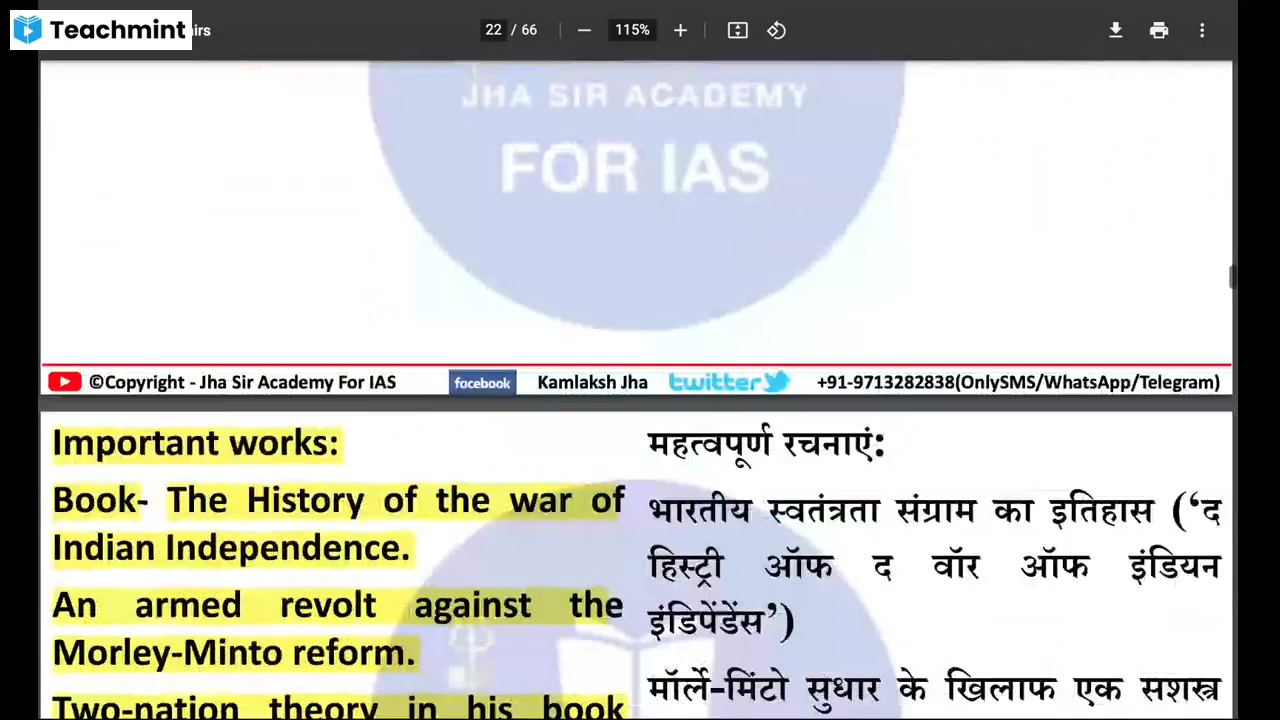 Teachmint
irs
22 / 66
115%
JHA SIR ACADEMY
FOR IAS
©Copyright - Jha Sir Academy For IAS
facebook
Kamlaksh Jha
twitter
+91-9713282838(OnlySMS/WhatsApp/Telegram)
Important works:
Book- The History of the war of
Indian Independence.
An armed revolt against the
Morley-Minto reform.
Two-nation theory in his book
महत्वपूर्ण रचनाएं:
भारतीय स्वतंत्रता संग्राम का इतिहास (‘द
हिस्ट्री ऑफ द वॉर ऑफ इंडियन
इंडिपेंडेंस’)
मॉर्ले-मिंटो सुधार के खिलाफ एक सशस्त्र